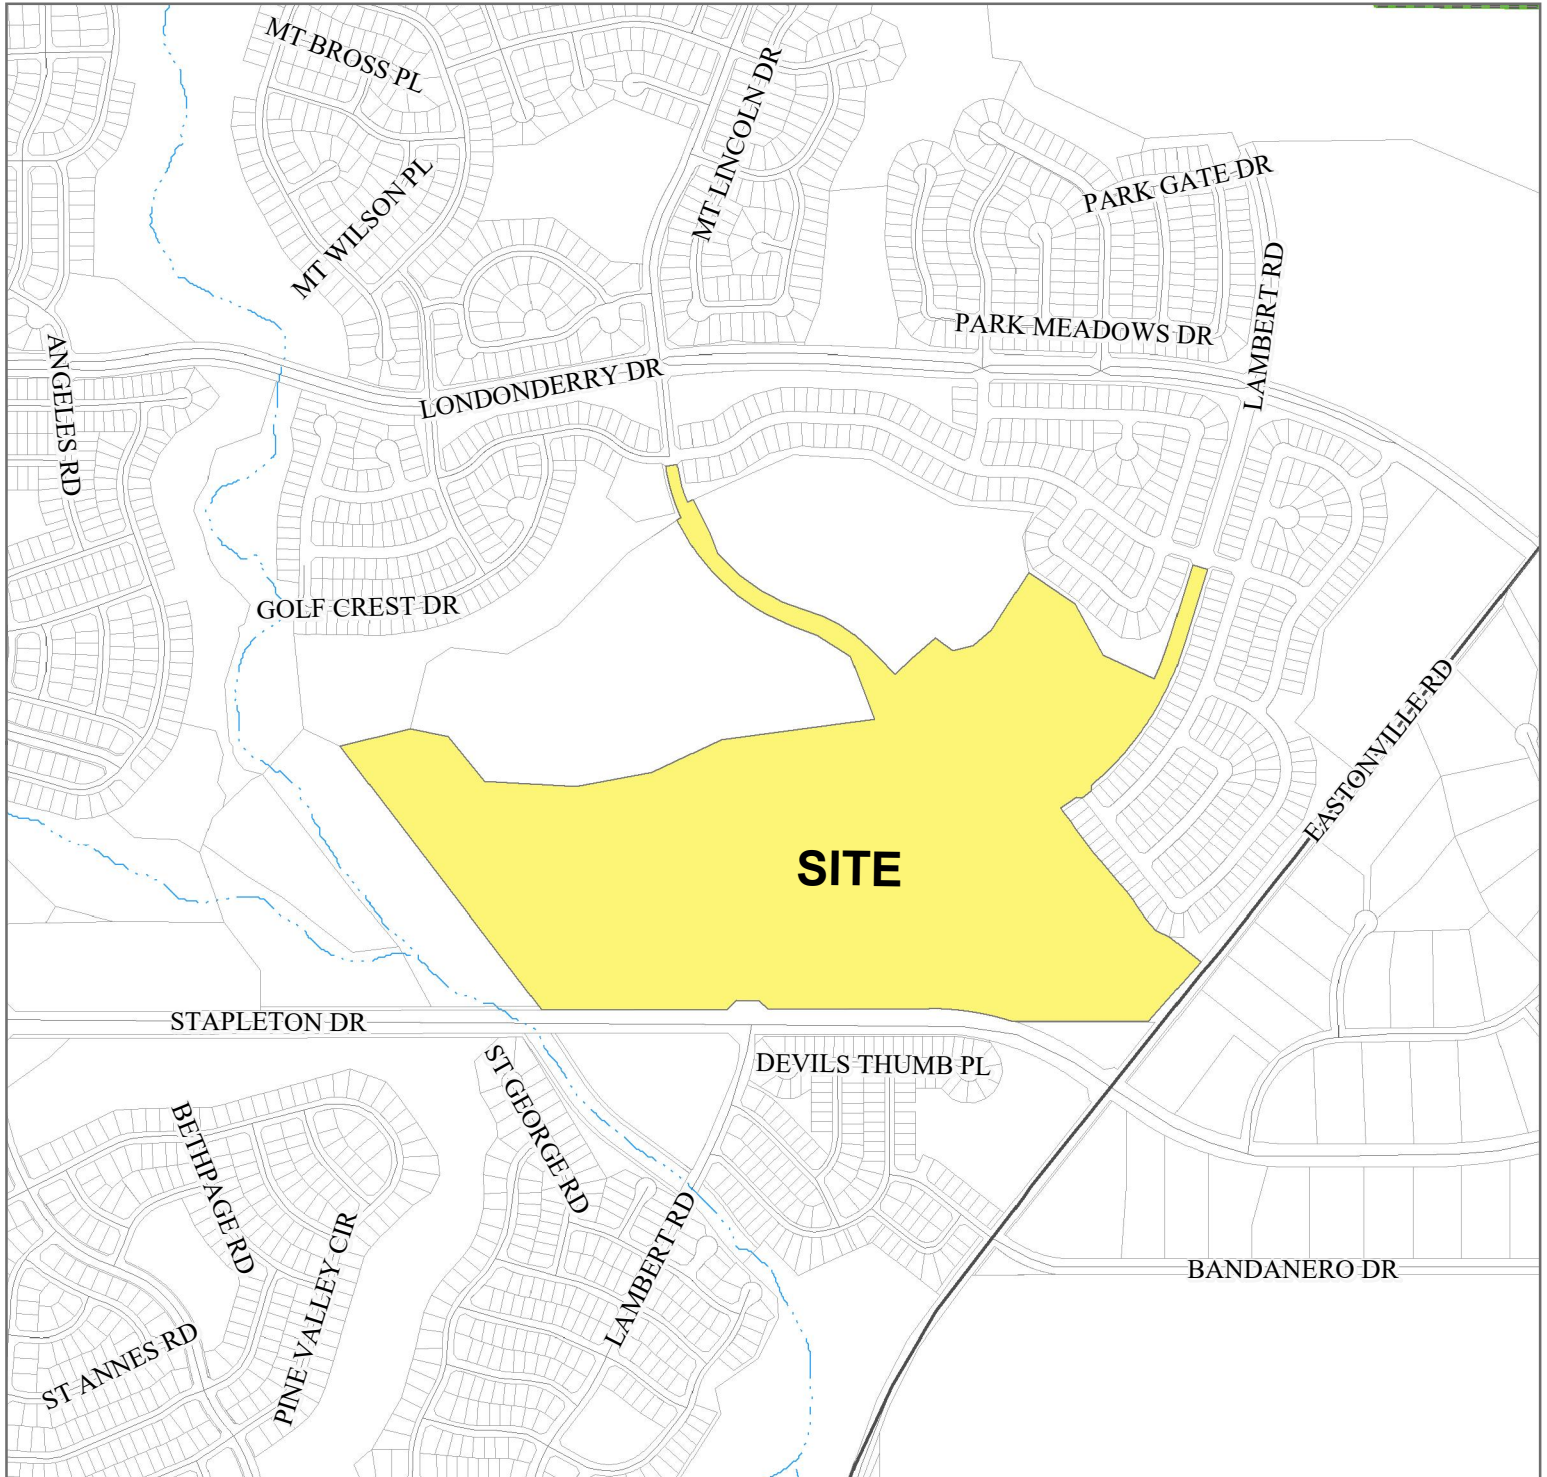 MT BROSS PL
MT LINCOLN DR
PARK GATE DR
MT WILSON PL
LAMBERT RD
PARK MEADOWS DR
ANGELES RD
LONDONDERRY DR
GOLF CREST DR
EASTONVILLE RD
SITE
STAPLETON DR
DEVILS THUMB PL
ST GEORGE RD
BETHPAGE RD
LAMBERT RD
PINE VALLEY CIR
BANDANERO DR
ST ANNES RD